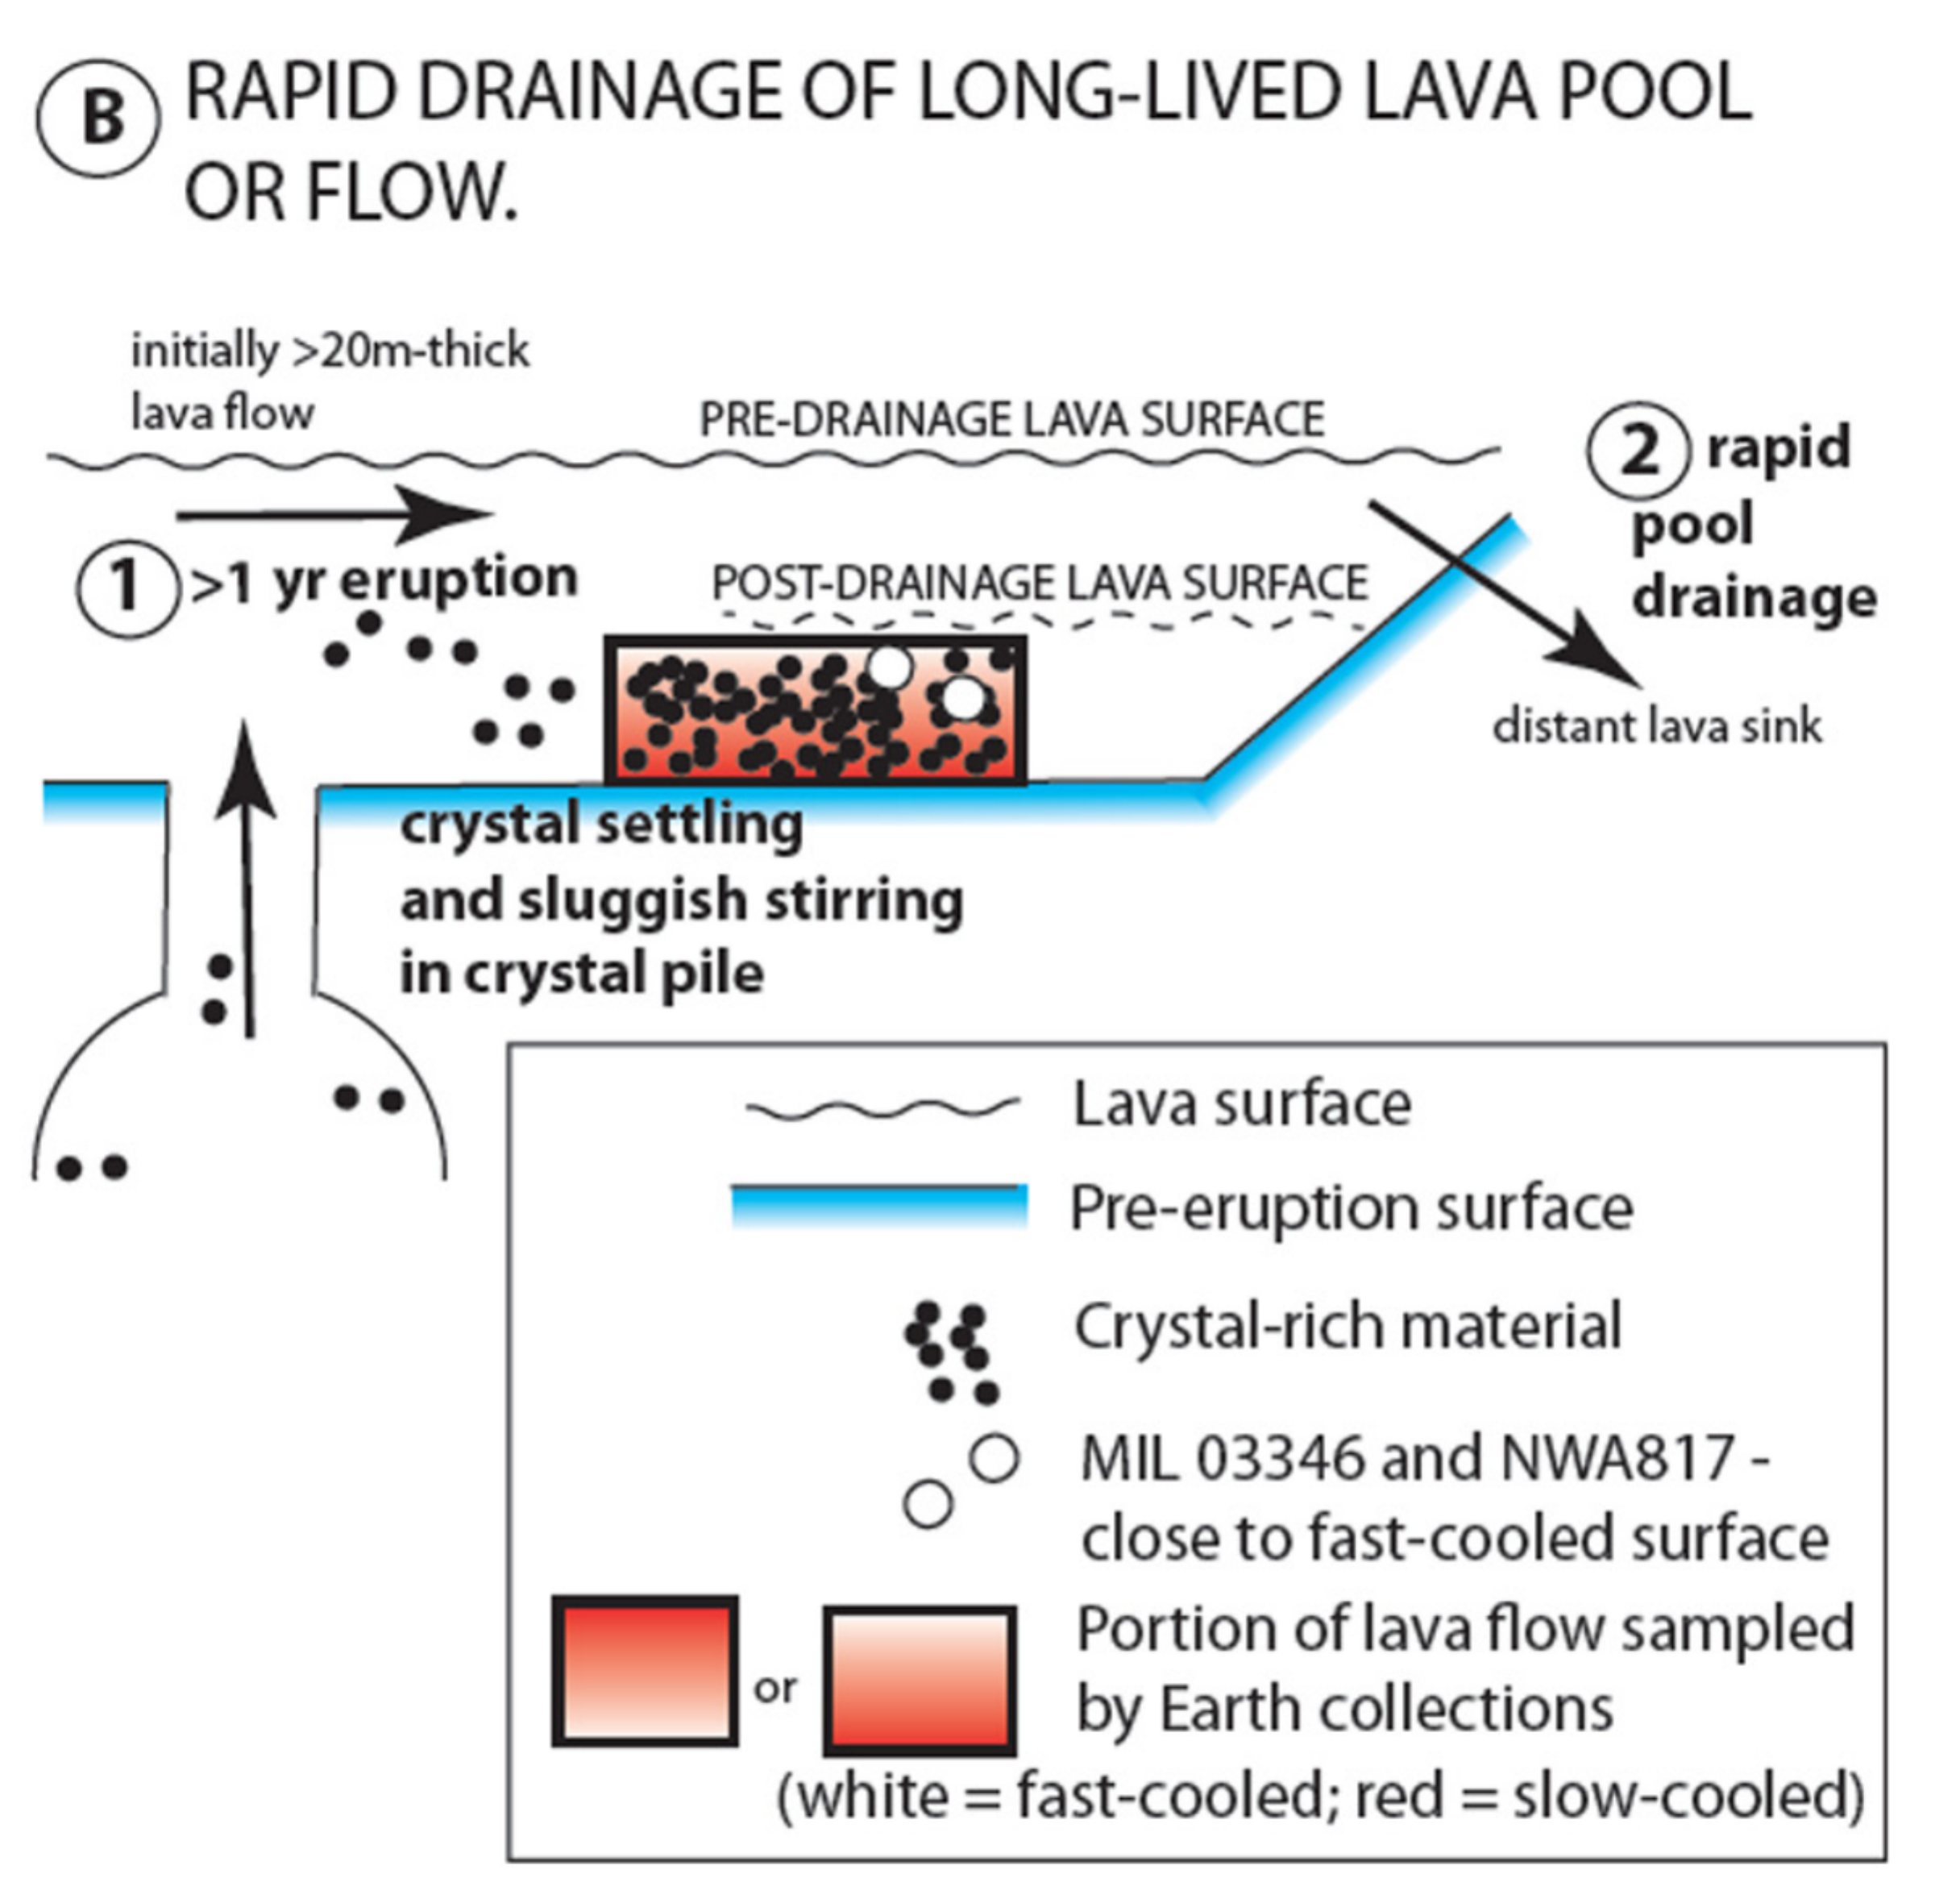 B RAPID DRAINAGE OF LONG-LIVED LAVA POOL
OR FLOW.
initially >20m-thick
lava flow
PRE-DRAINAGE LAVA SURFACE
2 rapid
pool
drainage
1 >1 yr eruption
POST-DRAINAGE LAVA SURFACE
distant lava sink
crystal settling
and sluggish stirring
in crystal pile
Lava surface
Pre-eruption surface
Crystal-rich material
MIL 03346 and NWA817 -
close to fast-cooled surface
or
Portion of lava flow sampled
by Earth collections
(white = fast-cooled; red = slow-cooled)